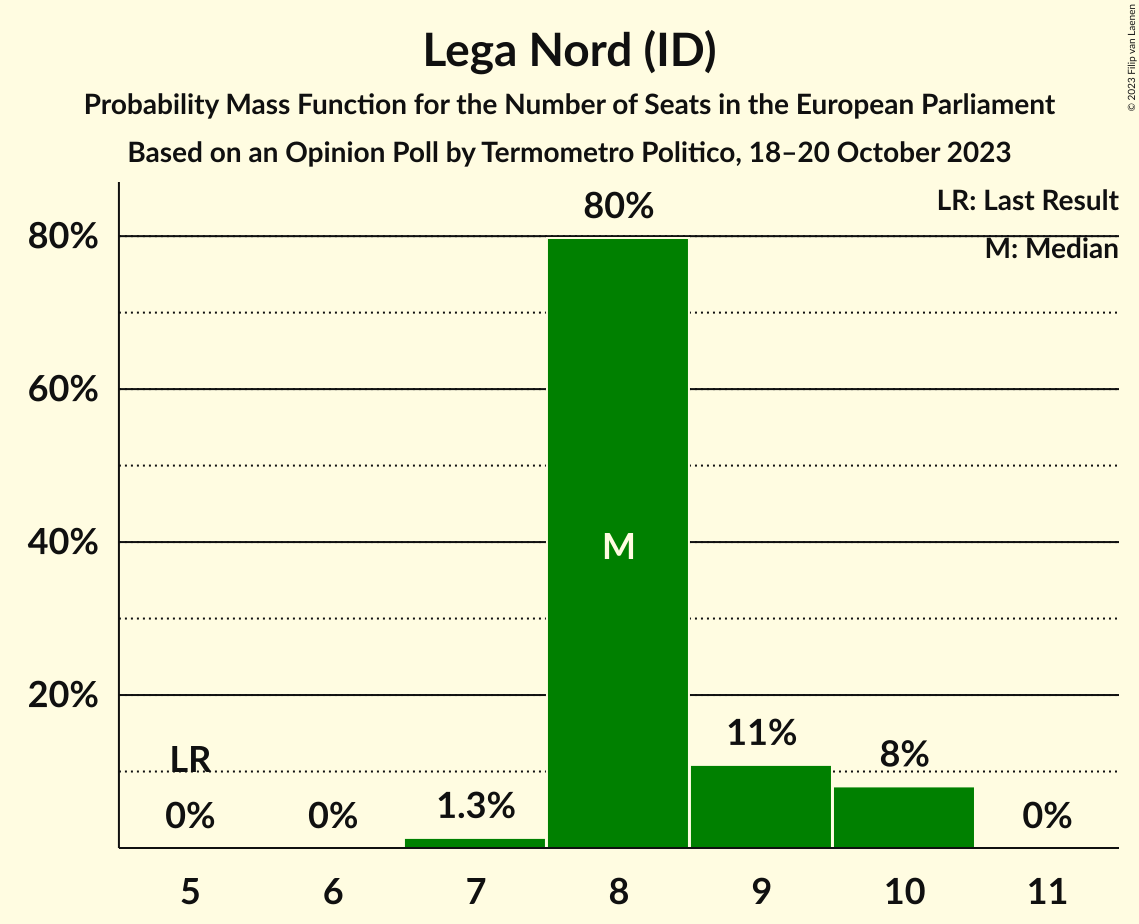 Lega Nord (ID)
Probability Mass Function for the Number of Seats in the European Parliament
Based on an Opinion Poll by Termometro Politico, 18–20 October 2023
© 2023 Filip van Laenen
LR: Last Result
M: Median
80%
60%
40%
20%
LR
0%
0%
1.3%
80%
M
11%
8%
0%
5 6 7 8 9 10 11